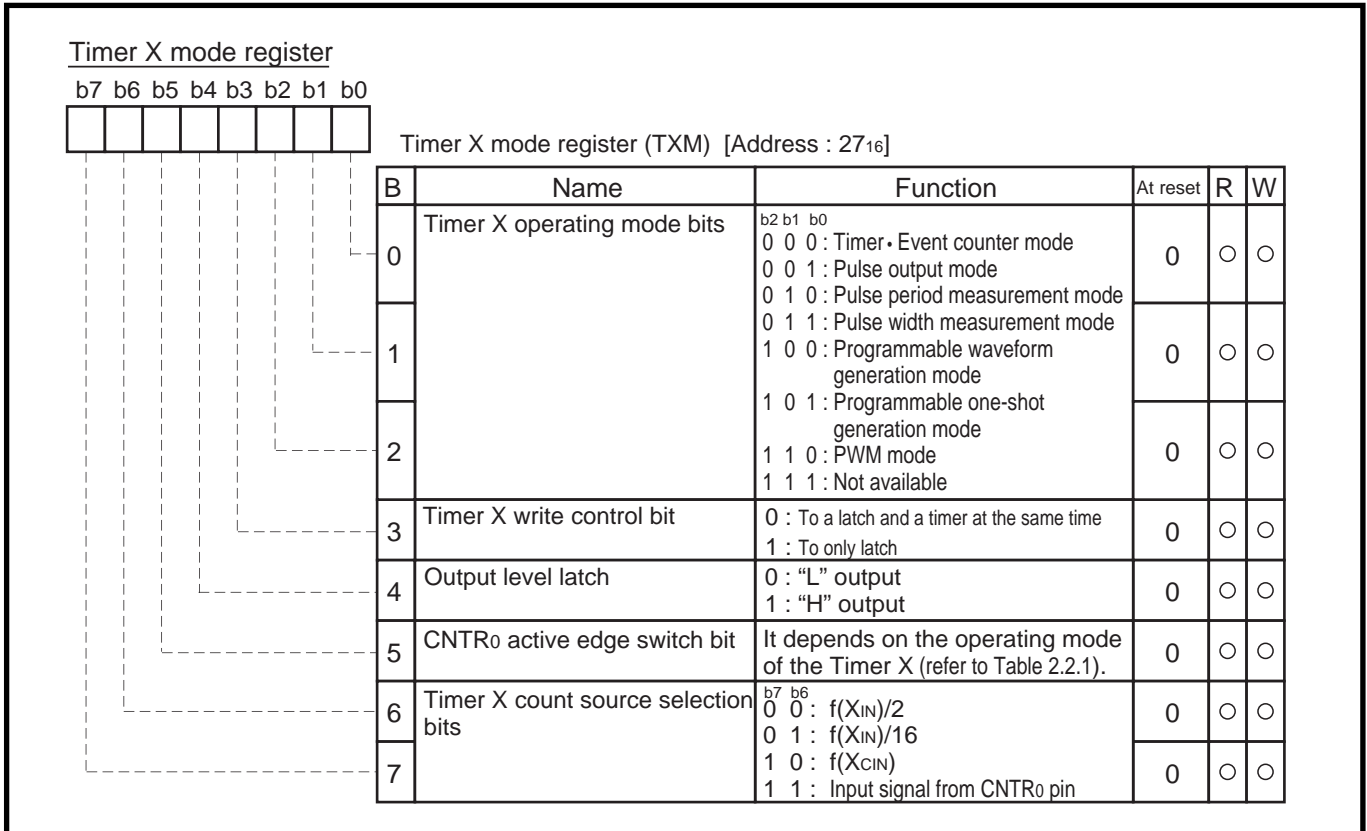 Timer X mode register
b7 b6 b5 b4 b3 b2 b1 b0
Timer X mode register (TXM) [Address : 2716]
B Name Function At reset R W
0 Timer X operating mode bits b2 b1 b0
0 0 0 : Timer • Event counter mode
0 0 1 : Pulse output mode
0 1 0 : Pulse period measurement mode
0 1 1 : Pulse width measurement mode
1 0 0 : Programmable waveform
generation mode
1 0 1 : Programmable one-shot
generation mode
1 1 0 : PWM mode
1 1 1 : Not available
0 ○ ○
1 0 ○ ○
2 0 ○ ○
3 Timer X write control bit 0 : To a latch and a timer at the same time
1 : To only latch
0 ○ ○
4 Output level latch 0 : “L” output
1 : “H” output
0 ○ ○
5 CNTR0 active edge switch bit It depends on the operating mode
of the Timer X (refer to Table 2.2.1).
0 ○ ○
6 Timer X count source selection
bits
b7 b6
0 0 : f(XIN)/2
0 1 : f(XIN)/16
1 0 : f(XCIN)
1 1 : Input signal from CNTR0 pin
0 ○ ○
7 0 ○ ○